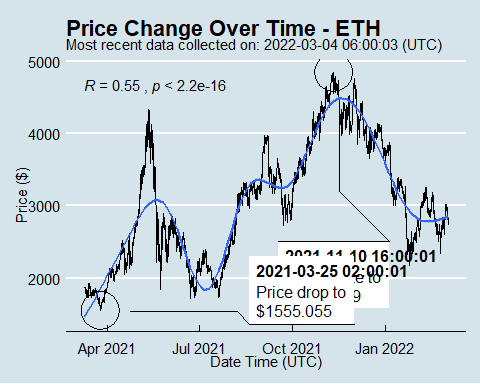 Price Change Over Time - ETH
Most recent data collected on: 2022-03-04 06:00:03 (UTC)
R = 0.55 , p < 2.2e-16
Price ($)
5000
4000
3000
2000
2021-11-10 16:00:01
e to
9
2021-03-25 02:00:01
Price drop to
$1555.055
Apr 2021
Jul 2021
Oct 2021
Jan 2022
Date Time (UTC)